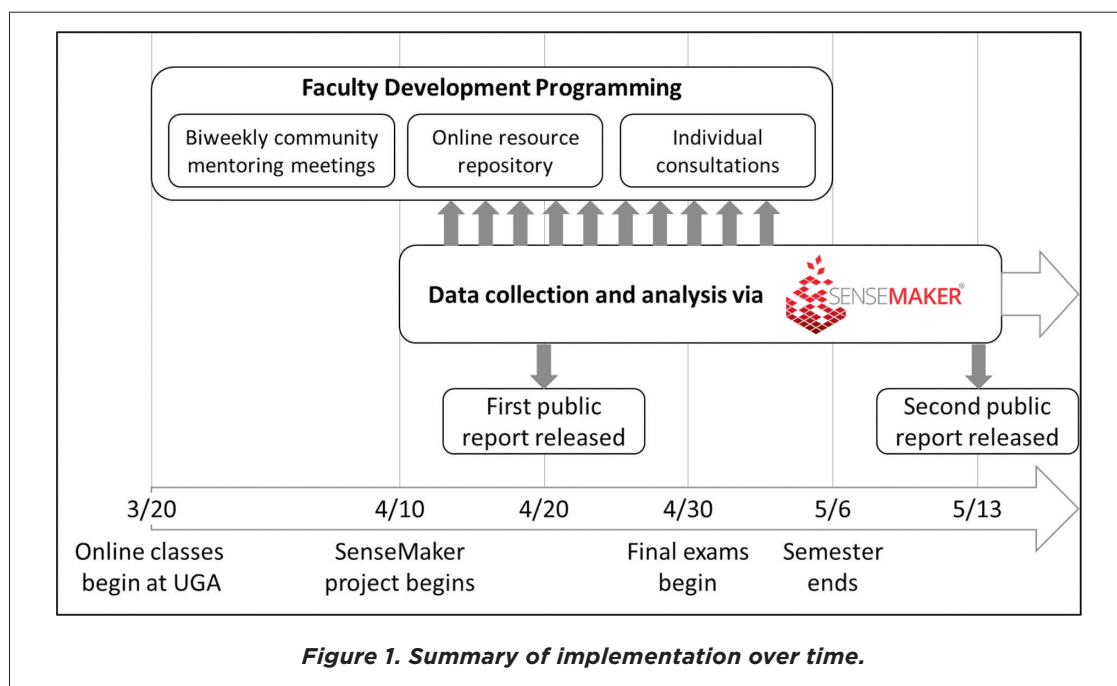 Faculty Development Programming
Biweekly community
mentoring meetings
Online resource
repository
Individual
consultations
Data collection and analysis via
SENSEMAKER®
First public
report released
Second public
report released
3/20
4/10
4/20
4/30
5/6
5/13
Online classes
begin at UGA
SenseMaker
project begins
Final exams
begin
Semester
ends
Figure 1. Summary of implementation over time.